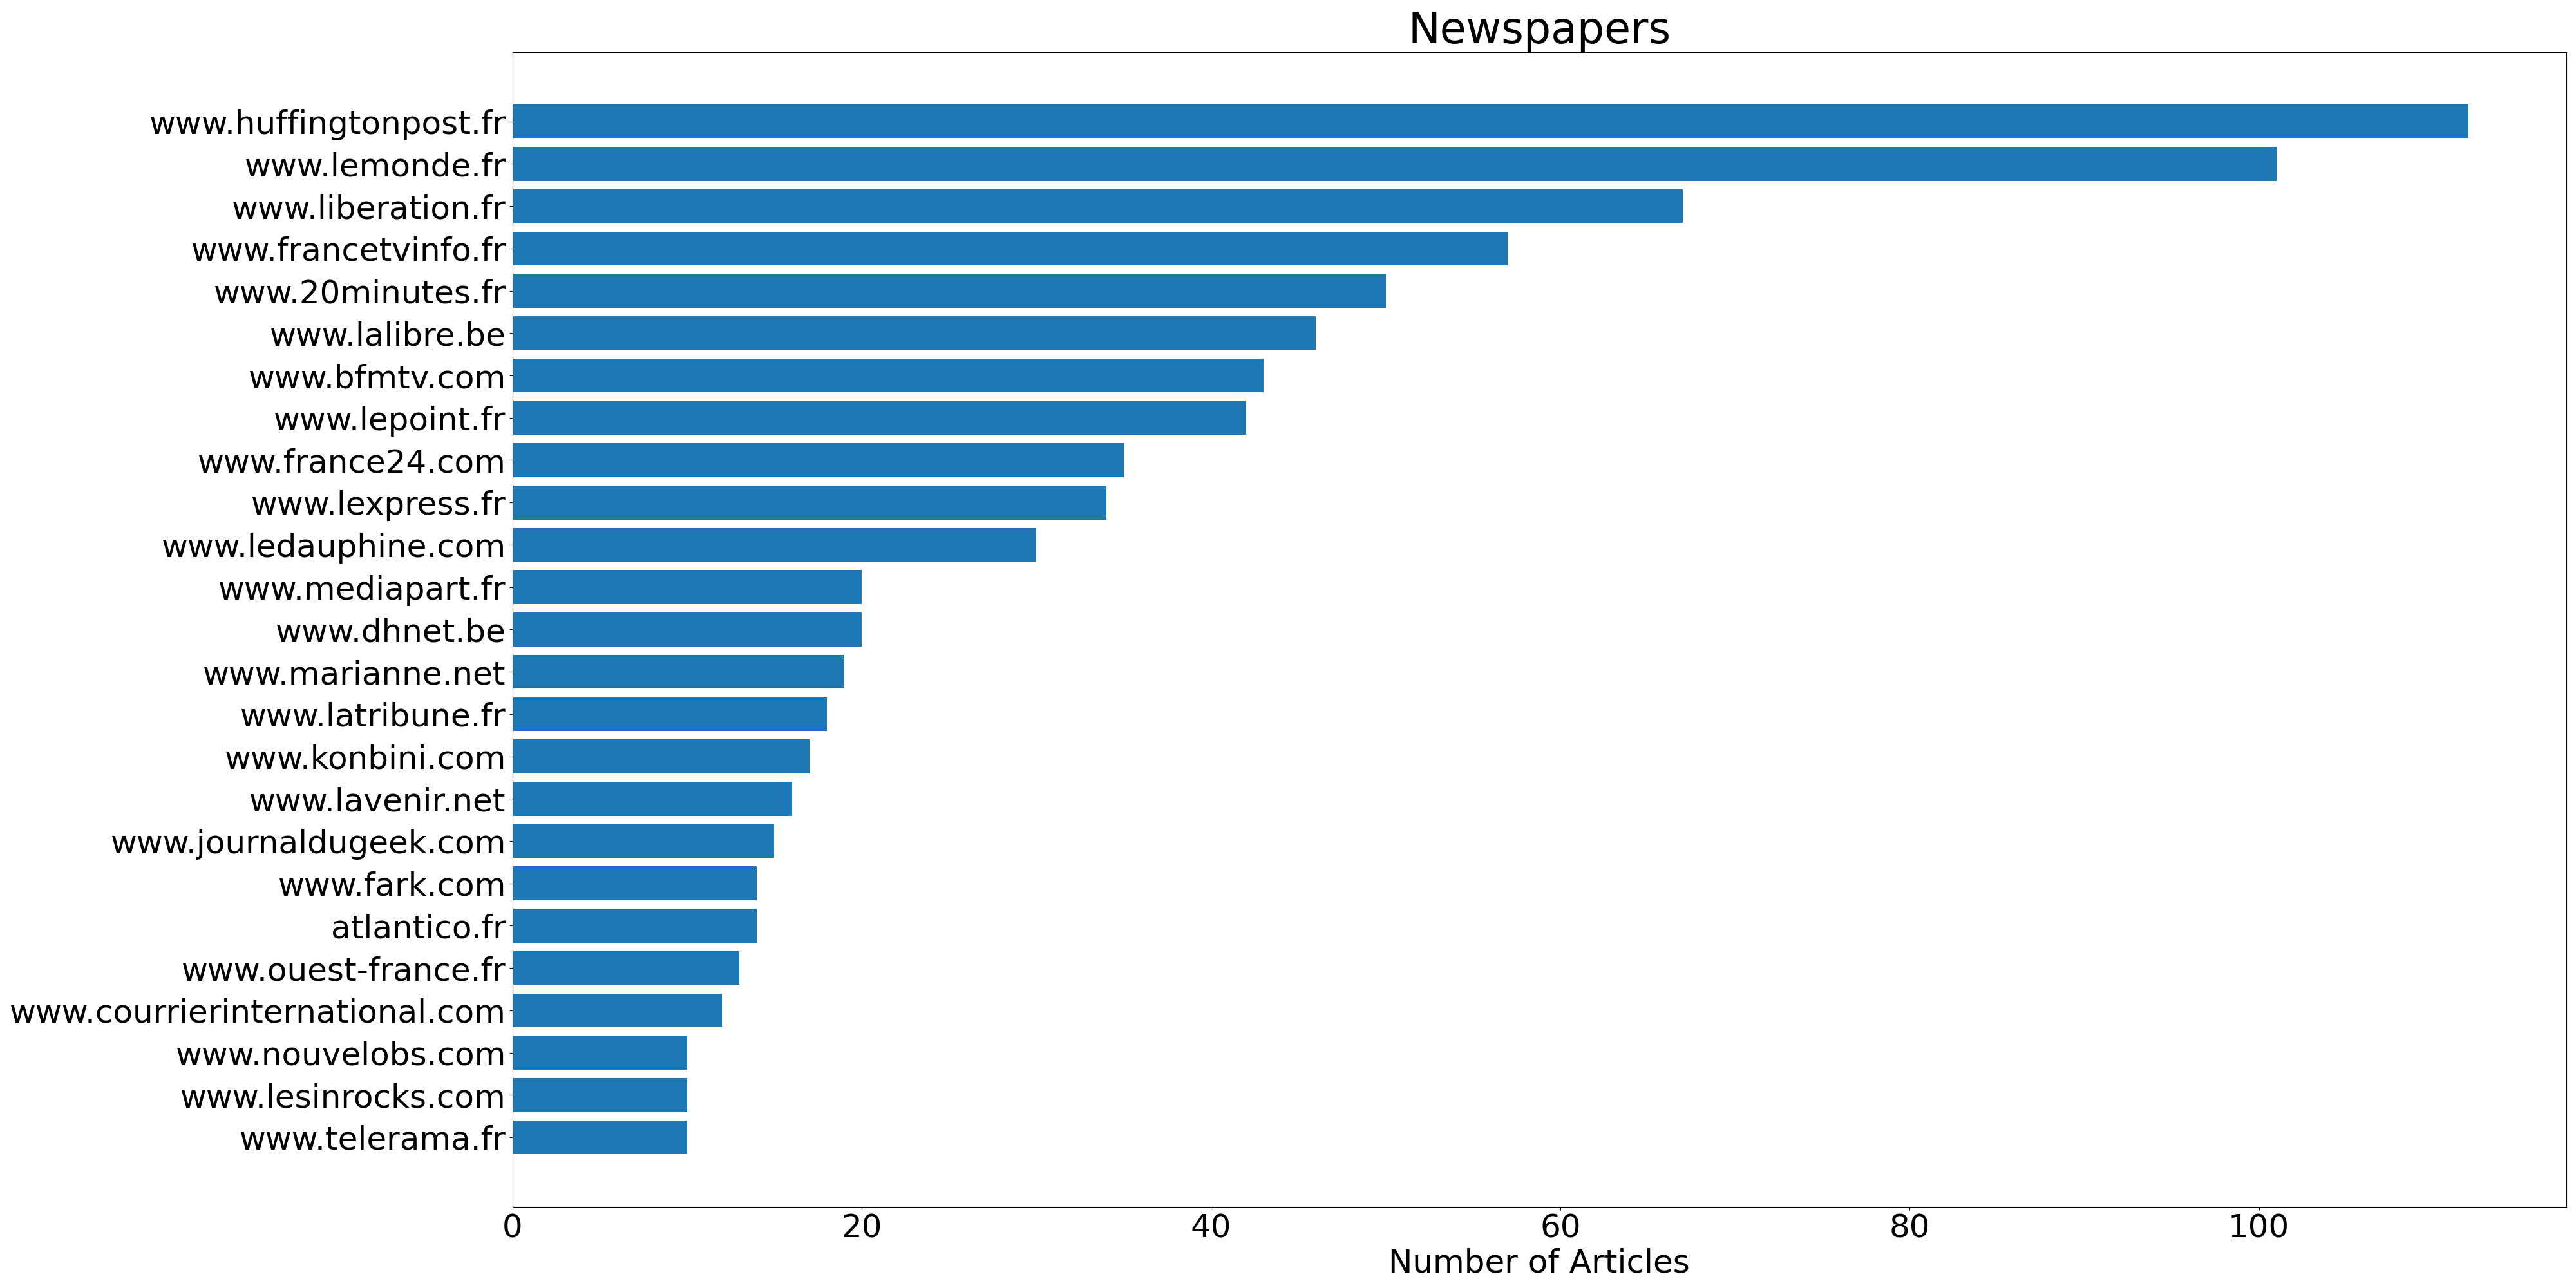 Newspapers
www.huffingtonpost.fr
www.lemonde.fr
www.liberation.fr
www.francetvinfo.fr
www.20minutes.fr
www.lalibre.be
www.bfmtv.com
www.lepoint.fr
www.france24.com
www.lexpress.fr
www.ledauphine.com
www.mediapart.fr
www.dhnet.be
www.marianne.net
www.latribune.fr
www.konbini.com
www.lavenir.net
www.journaldugeek.com
www.fark.com
atlantico.fr
www.ouest-france.fr
www.courrierinternational.com
www.nouvelobs.com
www.lesinrocks.com
www.telerama.fr
0 20 40 60 80 100
Number of Articles